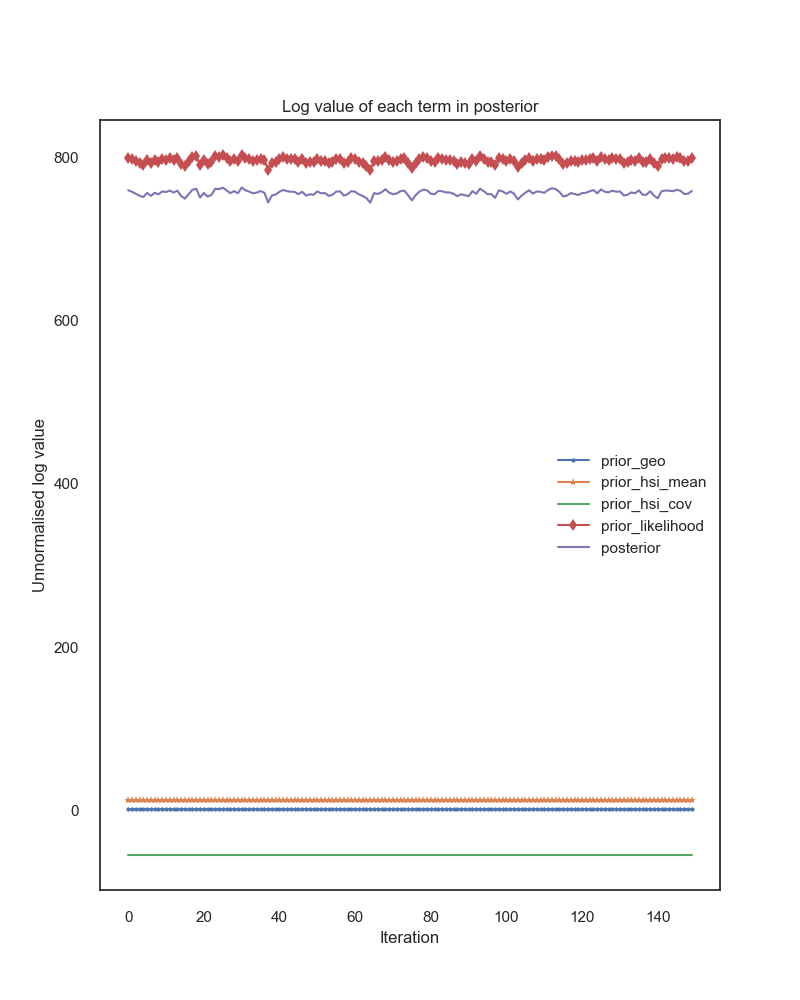 Log value of each term in posterior
800
600
400
200
0
Unnormalised log value
prior_geo
prior_hsi_mean
prior_hsi_cov
prior_likelihood
posterior
0 20 40 60 80 100 120 140
Iteration